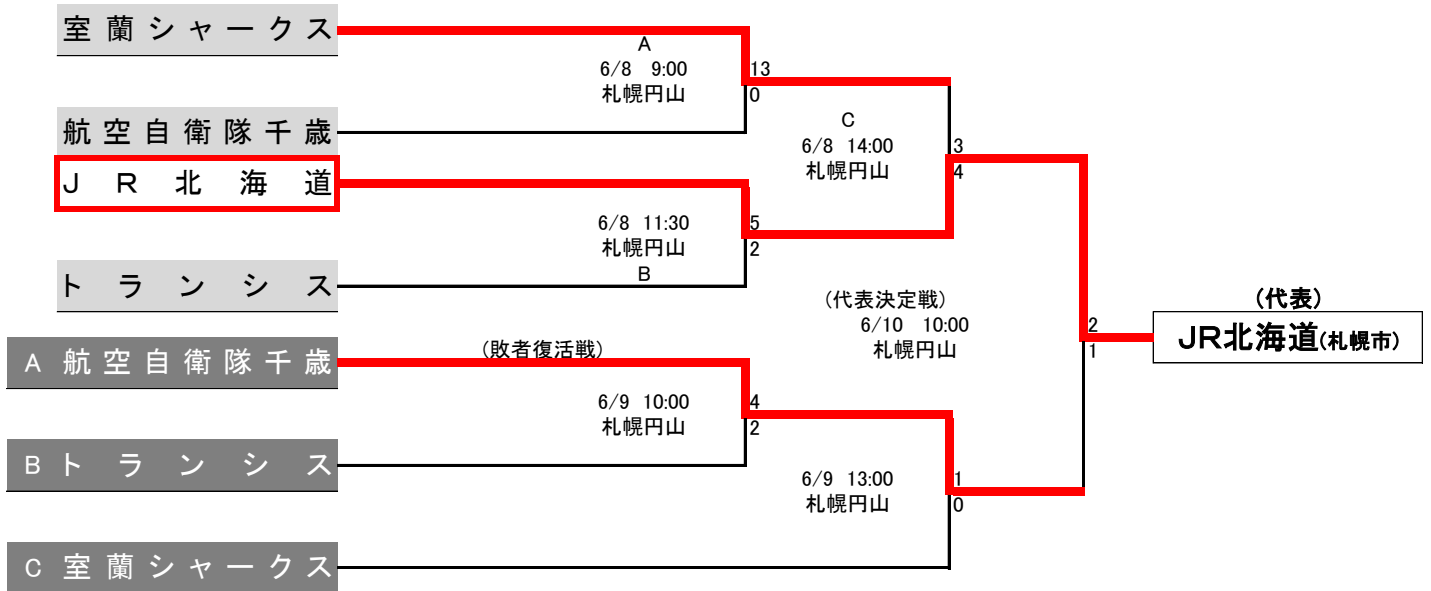 室蘭シャークス
A
6/8 9:00
札幌円山
13
0
航空自衛隊千歳
JR北海道
C
6/8 14:00
札幌円山
3
4
6/8 11:30
札幌円山
B
5
2
トランシス
(代表決定戦)
6/10 10:00
札幌円山
2
1
(代表)
JR北海道(札幌市)
A 航空自衛隊千歳
(敗者復活戦)
6/9 10:00
札幌円山
4
2
B トランシス
6/9 13:00
札幌円山
1
0
C 室蘭シャークス